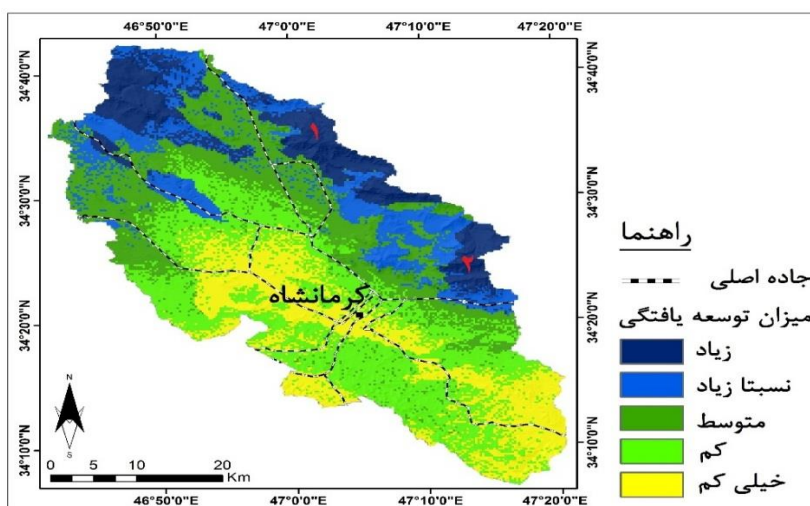 46°50'0"E 47°0'0"E 47°10'0"E 47°20'0"E
34°40'0"N 34°40'0"N
34°30'0"N 34°30'0"N
34°20'0"N 34°20'0"N
34°10'0"N 34°10'0"N
۱
۲
کرمانشاه
N
S
0 5 10 20
Km
46°50'0"E 47°0'0"E 47°10'0"E 47°20'0"E
راهنما
جاده اصلی
میزان توسعه یافتگی
زیاد
نسبتا زیاد
متوسط
کم
خیلی کم